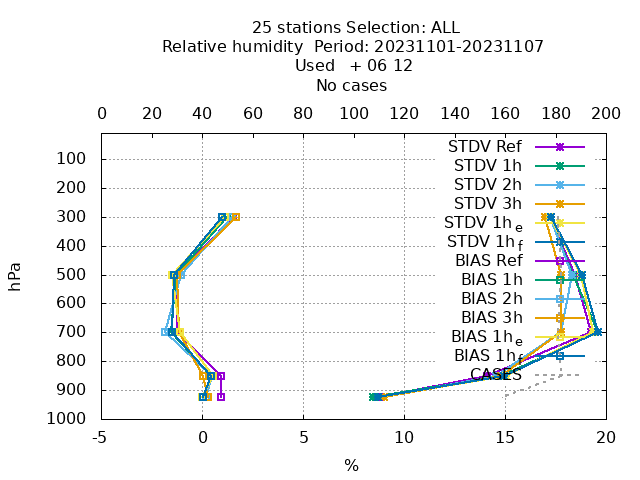 25 stations Selection: ALL
Relative humidity  Period: 20231101-20231107
Used   + 06 12
No cases
0 20 40 60 80 100 120 140 160 180 200
STDV Ref
STDV 1h
STDV 2h
STDV 3h
STDV 1he
STDV 1hf
BIAS Ref
BIAS 1h
BIAS 2h
BIAS 3h
BIAS 1he
BIAS 1hf
CASES
100
200
300
400
500
600
700
800
900
1000
hPa
-5 0 5 10 15 20
%